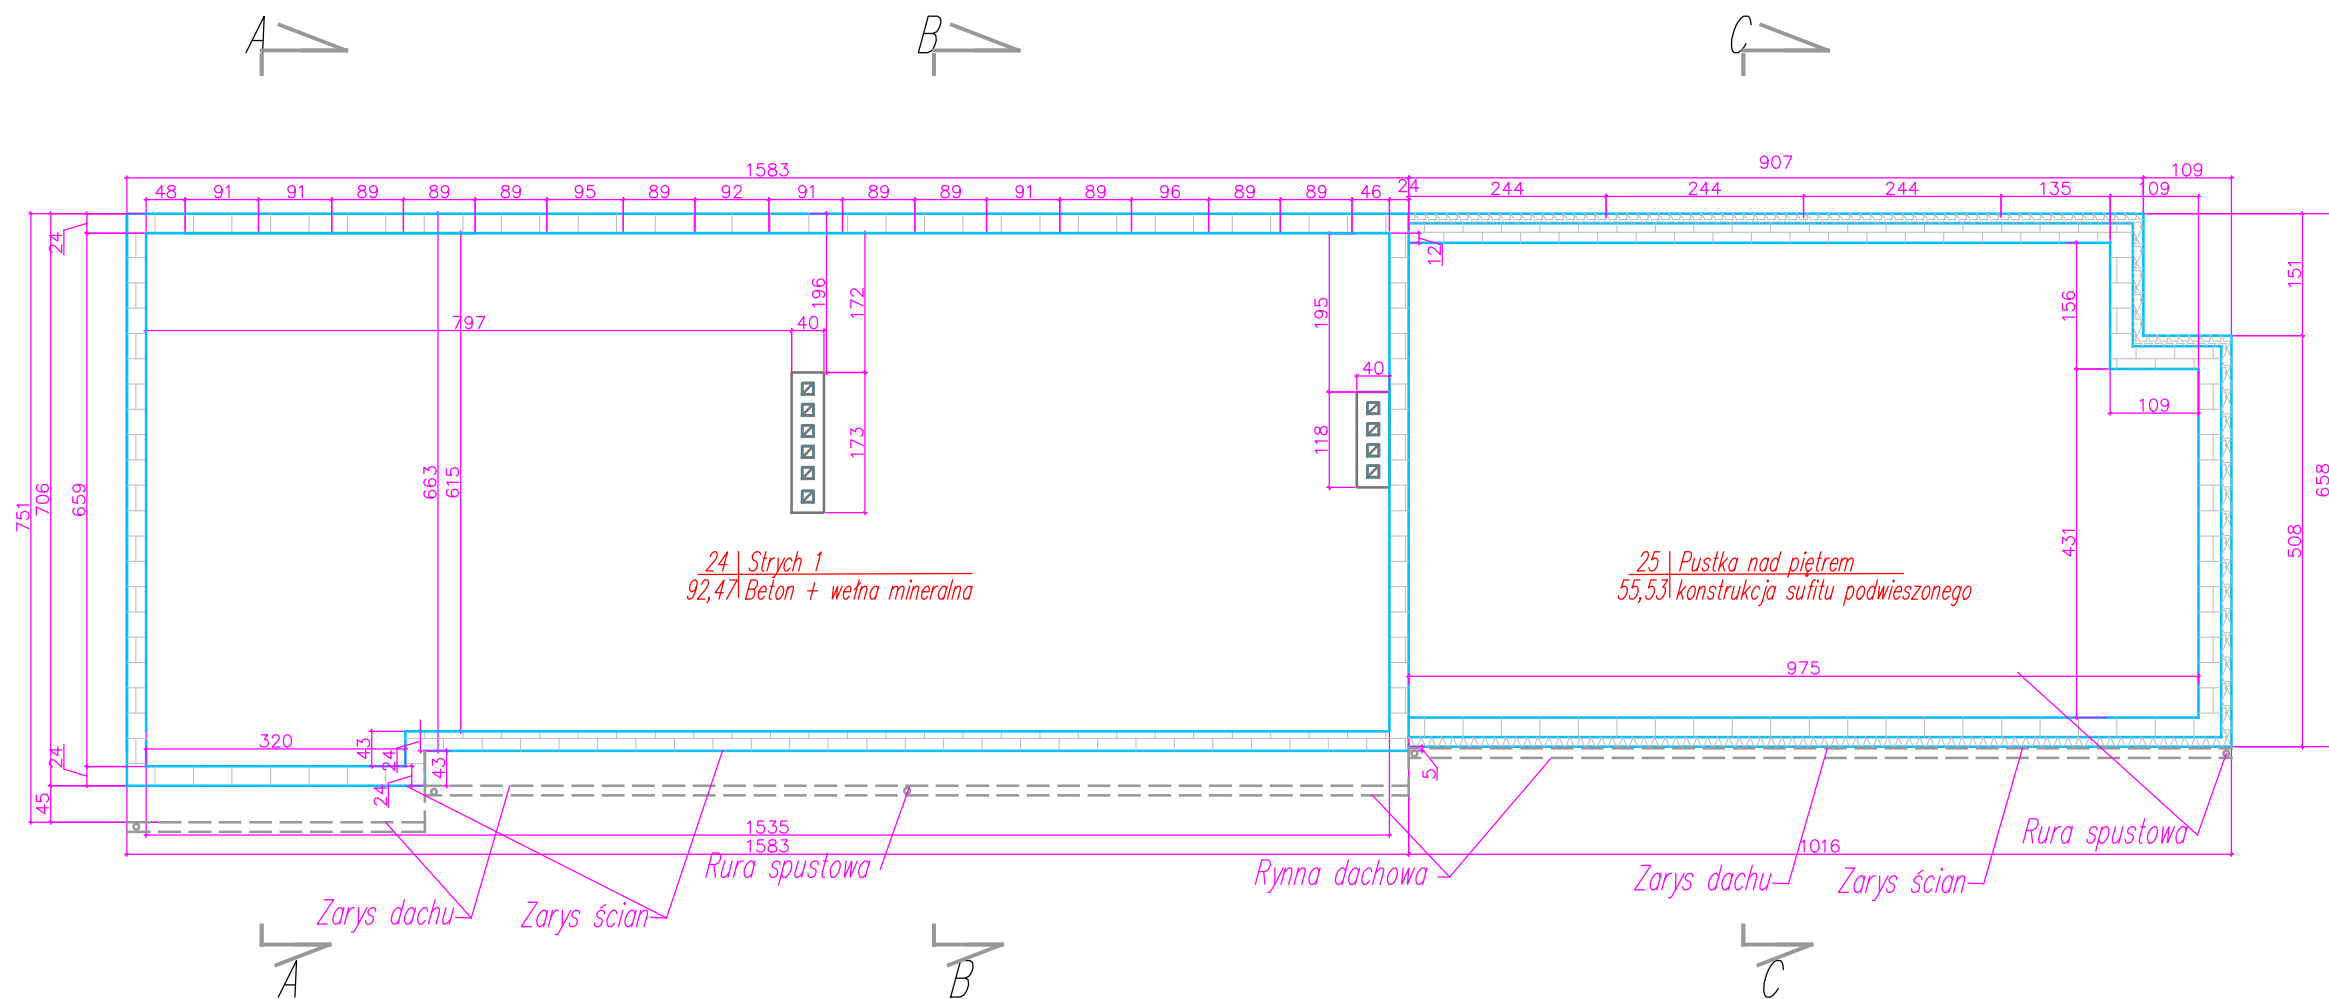 A
B
C
1583
907
109
48 91 91 89 89 89 95 89 92 91 89 89 91 89 96 89 89 46 24
244 244 244 135 109
24
12
151
196
172
195
156
797
40
40
109
173
118
751
706
659
663
615
658
431
508
24 Strych 1
92,47 Beton + wełna mineralna
25 Pustka nad piętrem
55,53 konstrukcja sufitu podwieszonego
975
320
43
24
24
43
24
45
5
1535
1583
1016
Rura spustowa
Rura spustowa
Rynna dachowa
Zarys dachu
Zarys ścian
Zarys dachu
Zarys ścian
A
B
C